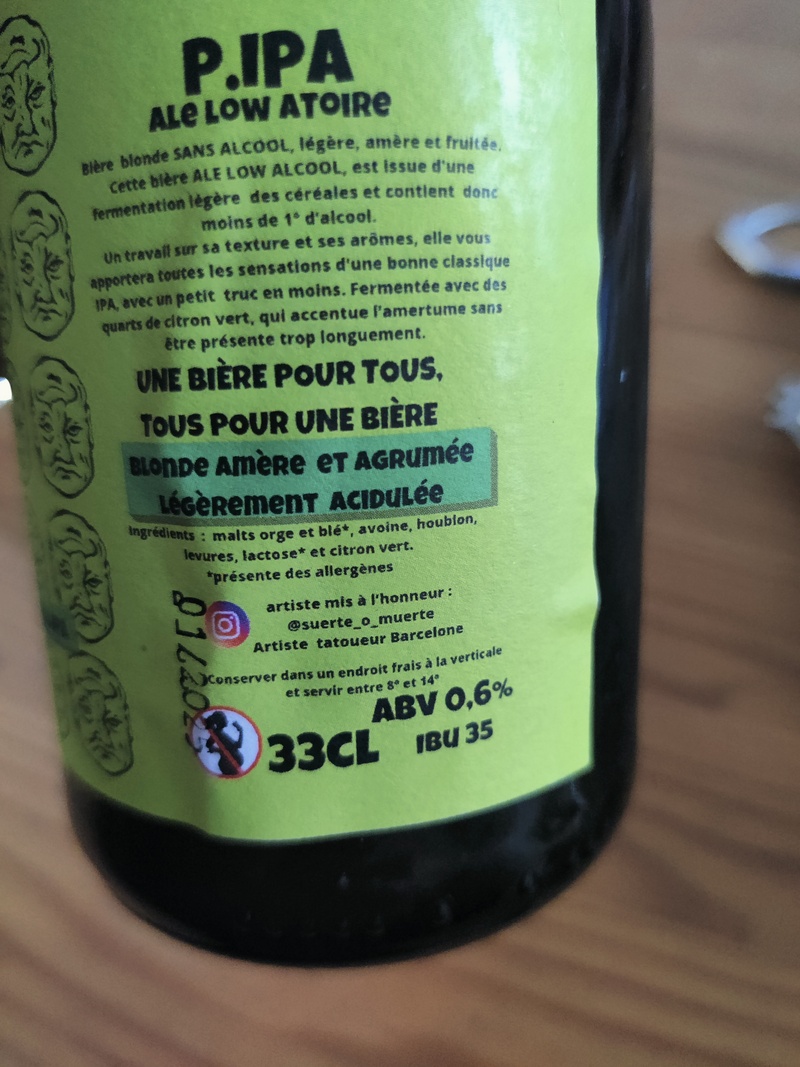 P.IPA
ALE LOW ATOIRE
Bière blonde SANS ALCOOL, légère, amère et fruitée.
Cette bière ALE LOW ALCOOL, est issue d'une
fermentation légère des céréales et contient donc
moins de 1° d'alcool.
Un travail sur sa texture et ses arômes, elle vous
apportera toutes les sensations d'une bonne classique
IPA, avec un petit truc en moins. Fermentée avec des
quarts de citron vert, qui accentue l'amertume sans
être présente trop longuement.
UNE BIÈRE POUR TOUS,
TOUS POUR UNE BIÈRE
BLONDE AMÈRE ET AGRUMÉE
LÉGÈREMENT ACIDULÉE
Ingrédients : malts orge et blé*, avoine, houblon,
levures, lactose* et citron vert.
*présente des allergènes
artiste mis à l'honneur :
@suerte_o_muerte
Artiste tatoueur Barcelone
Conserver dans un endroit frais à la verticale
et servir entre 8° et 14°
ABV 0,6%
33CL
IBU 35